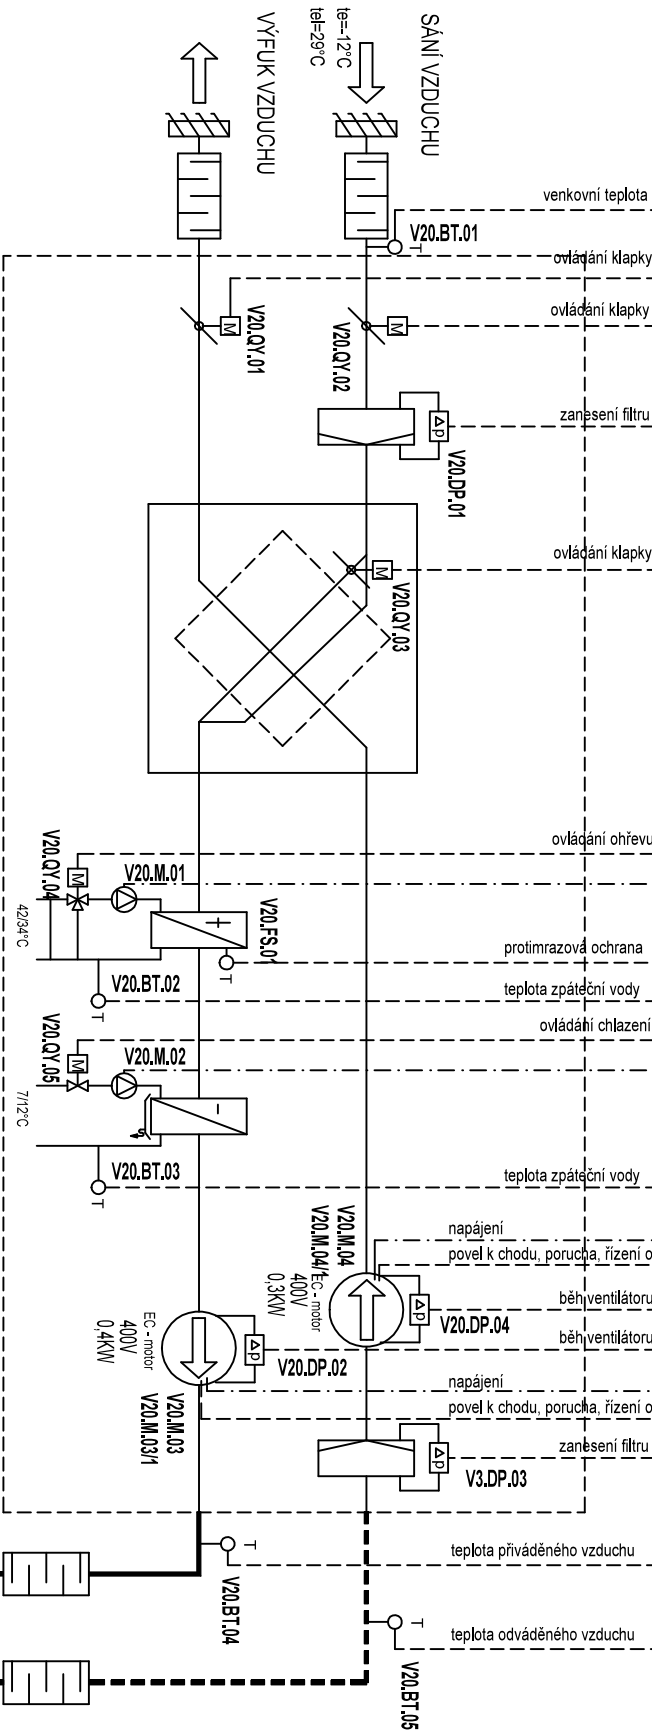 SÁNÍ VZDUCHU
te=-12°C
tel=29°C
VÝFUK VZDUCHU
venkovní teplota
V20.BT.01
T
ovládání klapky
ovládání klapky
M
V20.QY.01
M
V20.QY.02
zanesení filtru
Δp
V20.DP.01
ovládání klapky
M
V20.QY.03
ovládání ohřevu
V20.QY.04
M
V20.M.01
+
V20.FS.01
T
protimrazová ochrana
42/34°C
V20.BT.02
T
teplota zpáteční vody
ovládání chlazení
V20.QY.05
M
V20.M.02
-
7/12°C
V20.BT.03
T
teplota zpáteční vody
V20.M.04
V20.M.04/1
EC - motor
400V
0,3KW
napájení
povel k chodu, porucha, řízení o
Δp
V20.DP.04
běh ventilátoru
běh ventilátoru
Δp
V20.DP.02
EC - motor
400V
0,4KW
V20.M.03
V20.M.03/1
napájení
povel k chodu, porucha, řízení o
zanesení filtru
Δp
V3.DP.03
T
V20.BT.04
teplota přiváděného vzduchu
T
V20.BT.05
teplota odváděného vzduchu